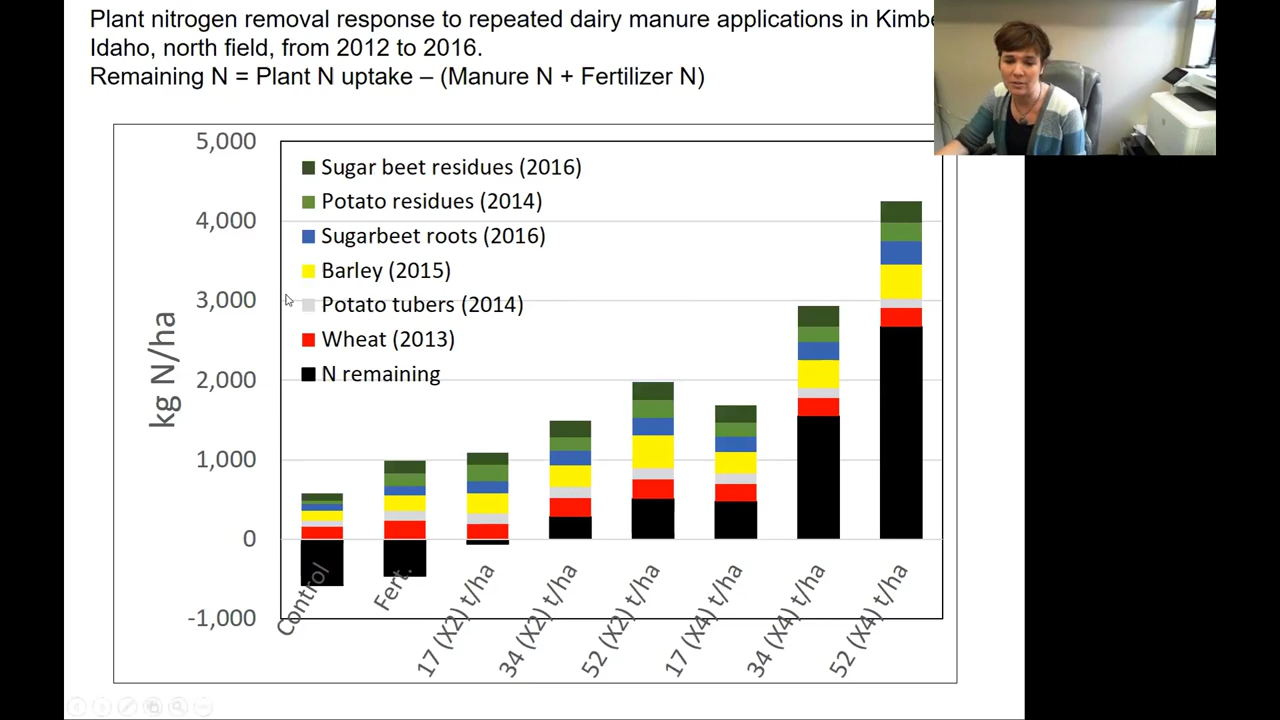 Plant nitrogen removal response to repeated dairy manure applications in
Idaho, north field, from 2012 to 2016.
Remaining N = Plant N uptake – (Manure N + Fertilizer N)
5,000
4,000
3,000
2,000
1,000
0
-1,000
kg N/ha
Sugar beet residues (2016)
Potato residues (2014)
Sugarbeet roots (2016)
Barley (2015)
Potato tubers (2014)
Wheat (2013)
N remaining
Control
Fert.
17 (X2) t/ha
34 (X2) t/ha
52 (X2) t/ha
17 (X4) t/ha
34 (X4) t/ha
52 (X4) t/ha